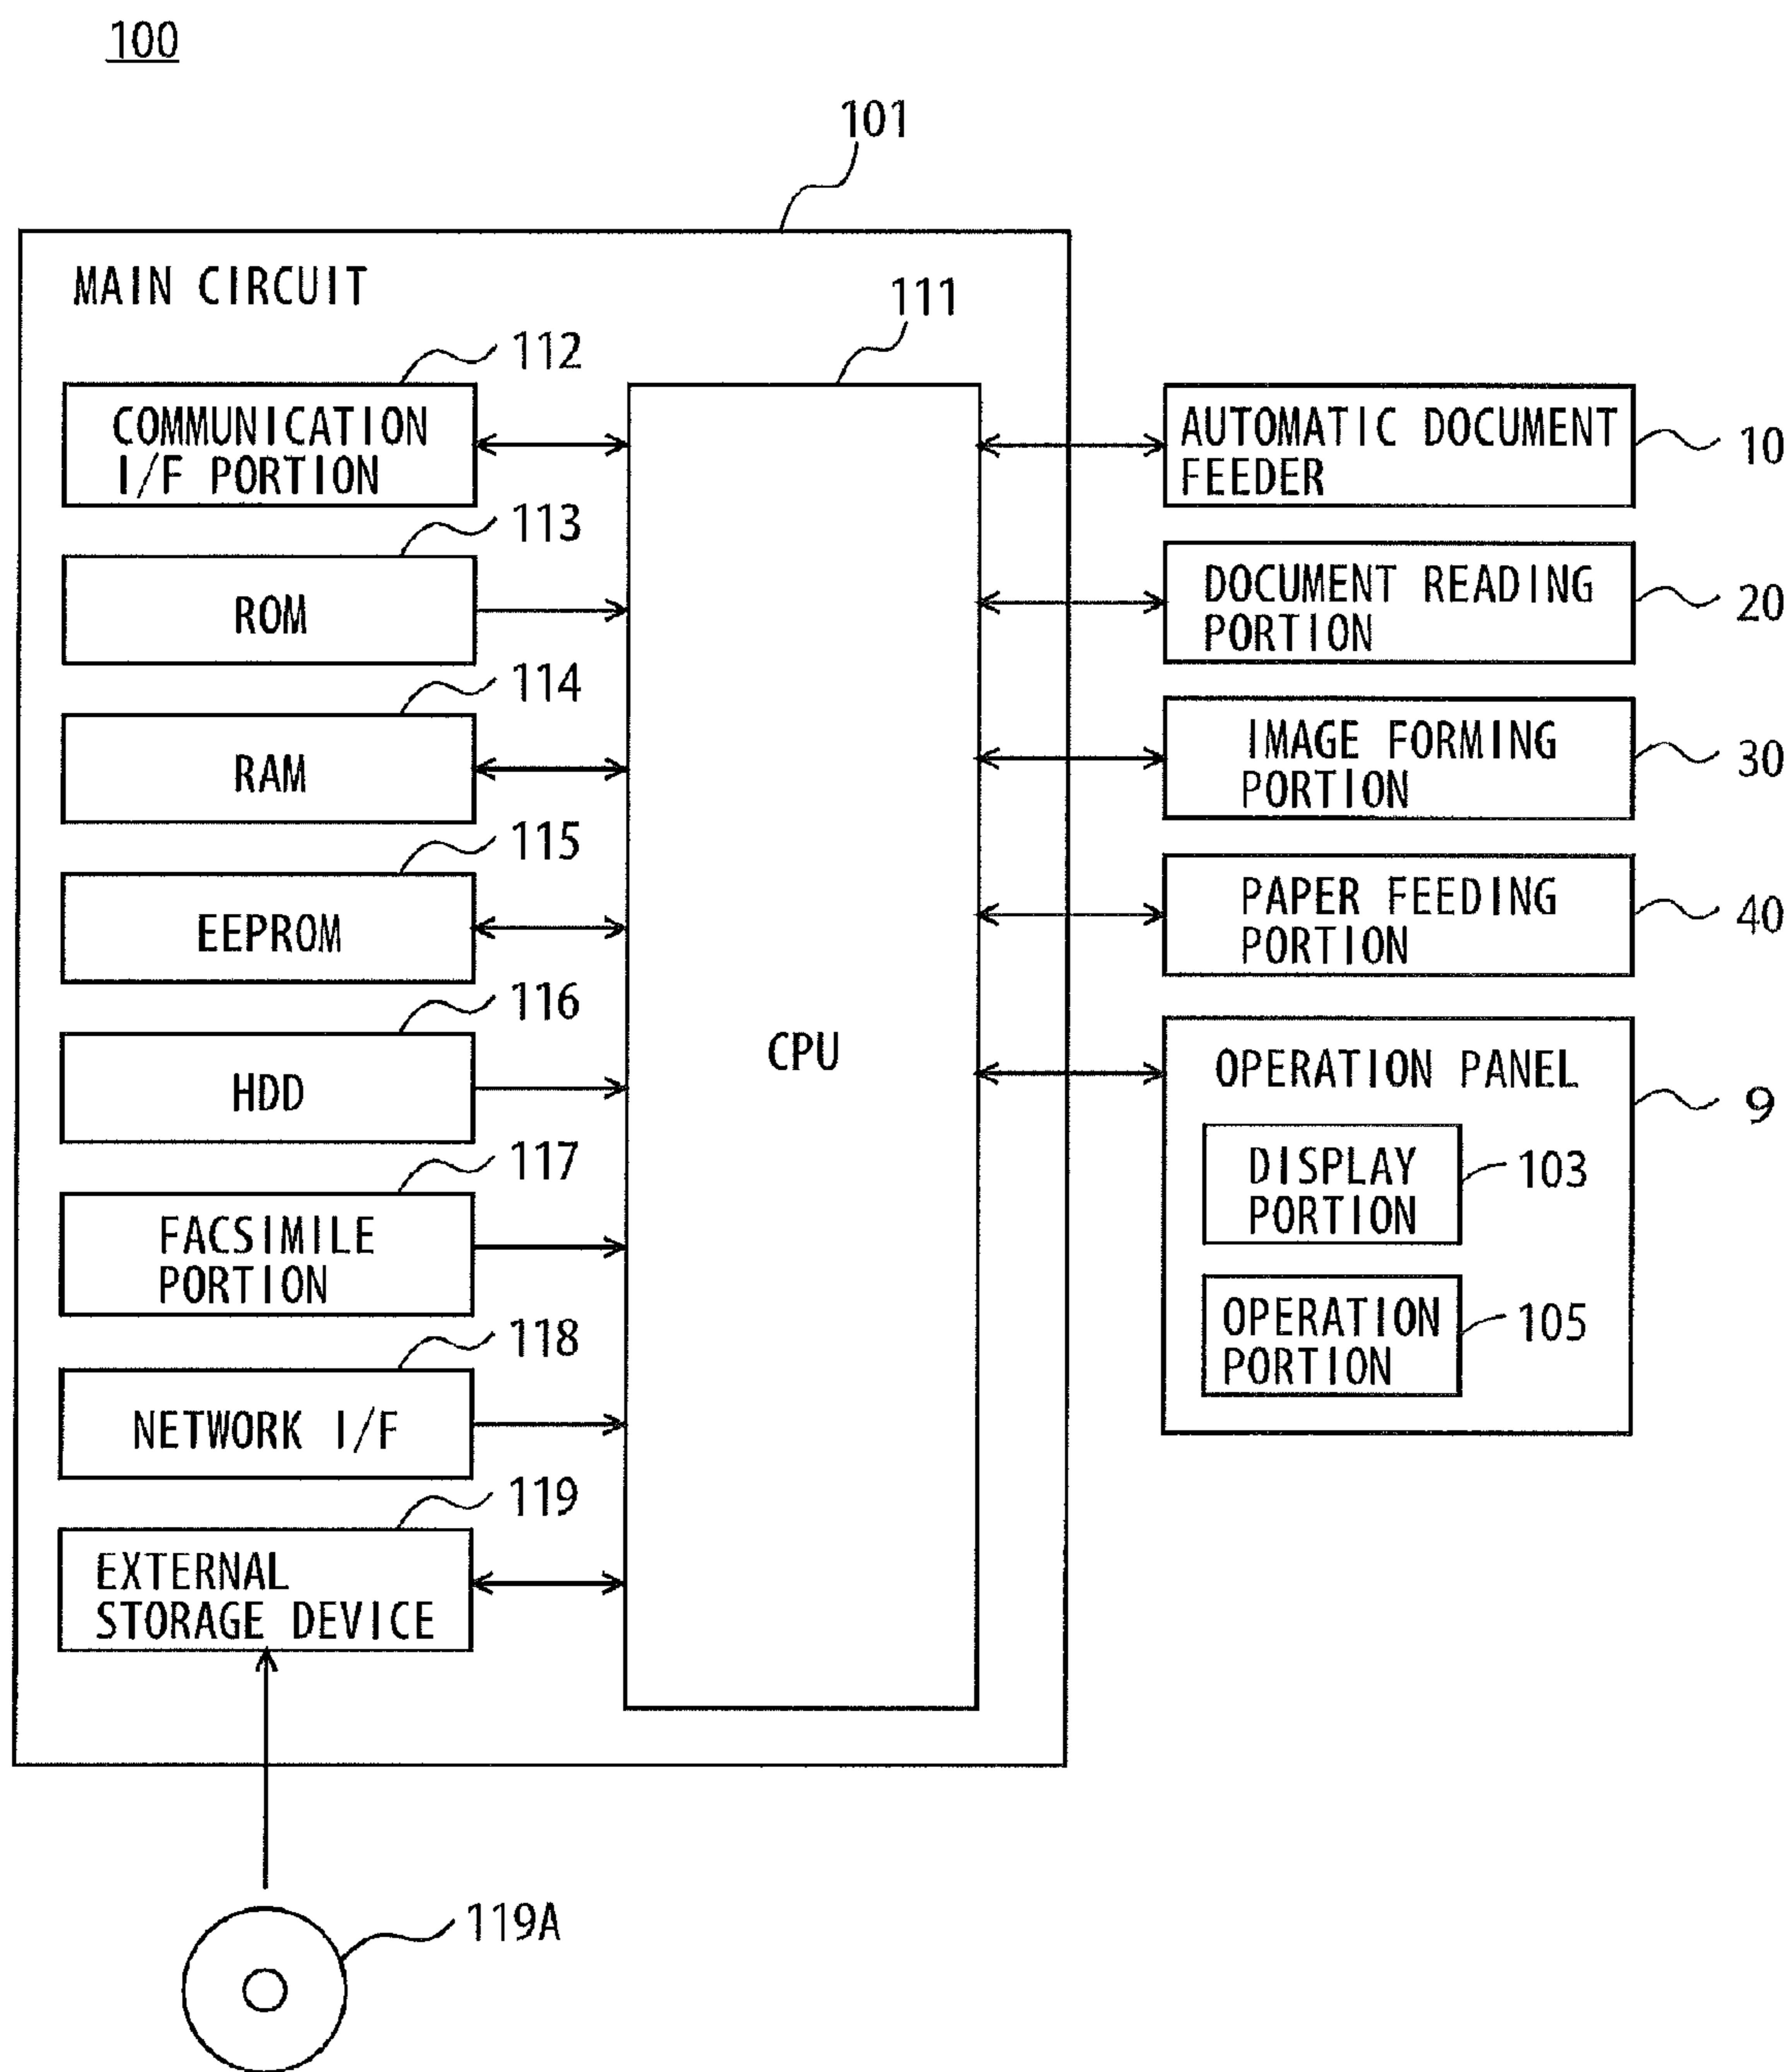 100
101
MAIN CIRCUIT
111
112
COMMUNICATION
I/F PORTION
113
ROM
114
RAM
115
EEPROM
116
HDD
117
FACSIMILE
PORTION
118
NETWORK I/F
119
EXTERNAL
STORAGE DEVICE
119A
CPU
AUTOMATIC DOCUMENT
FEEDER
10
DOCUMENT READING
PORTION
20
IMAGE FORMING
PORTION
30
PAPER FEEDING
PORTION
40
OPERATION PANEL
9
DISPLAY
PORTION
103
OPERATION
PORTION
105